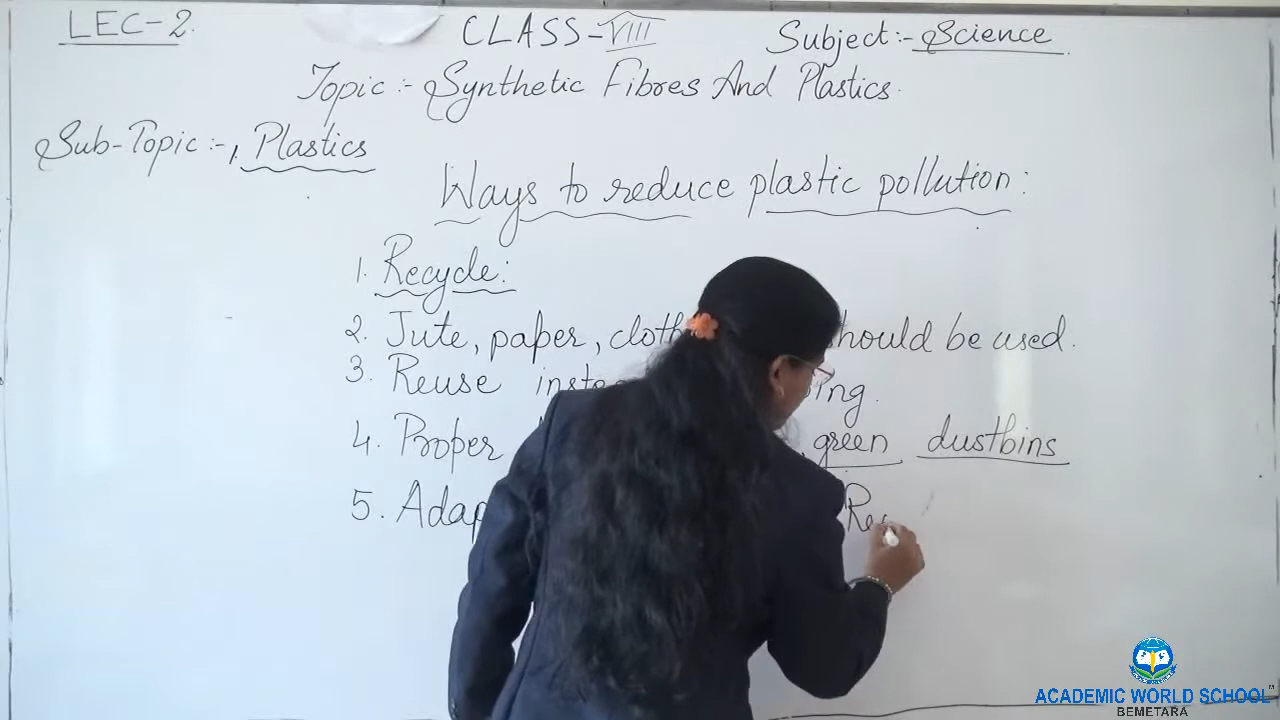 LEC-2.
CLASS-VIII
Subject:- Science
Topic:- Synthetic Fibres And Plastics.
Sub-Topic:- 1. Plastics
Ways to reduce plastic pollution:
1. Recycle:
2. Jute, paper, cloth should be used.
3. Reuse
4. Proper green dustbins
5.
ACADEMIC WORLD SCHOOL
BEMETARA